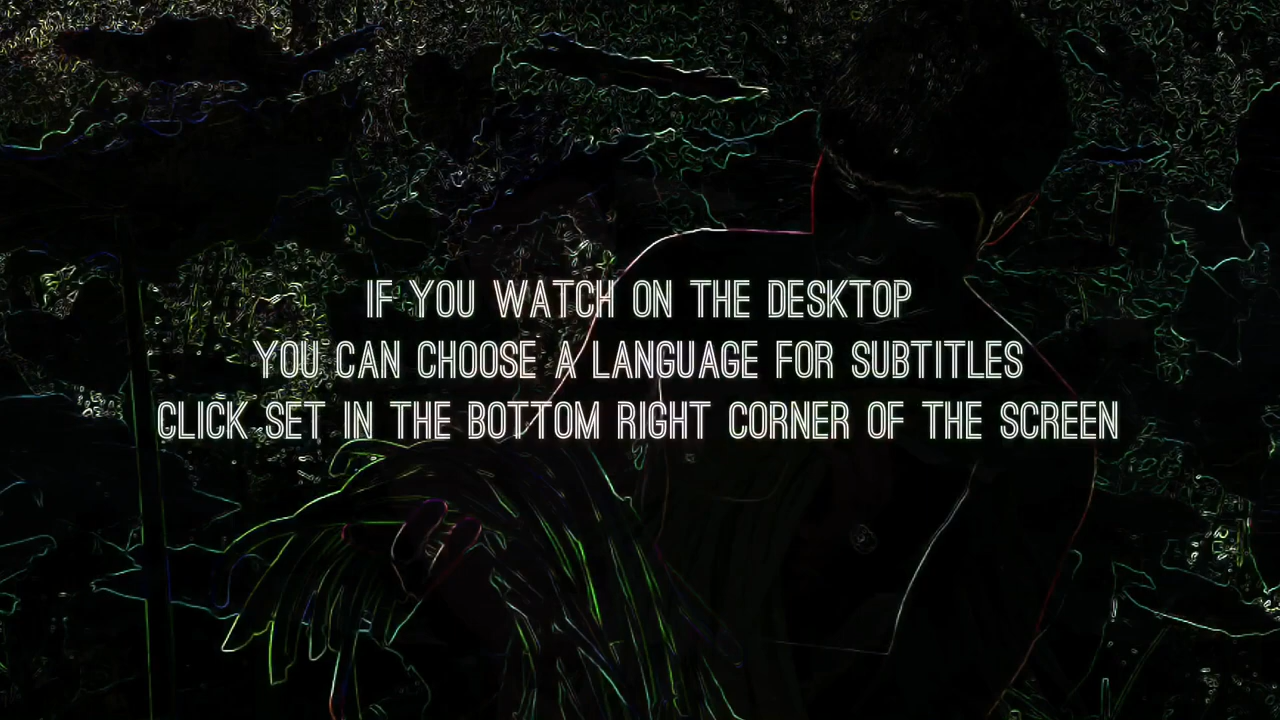 IF YOU WATCH ON THE DESKTOP
YOU CAN CHOOSE A LANGUAGE FOR SUBTITLES
CLICK SET IN THE BOTTOM RIGHT CORNER OF THE SCREEN